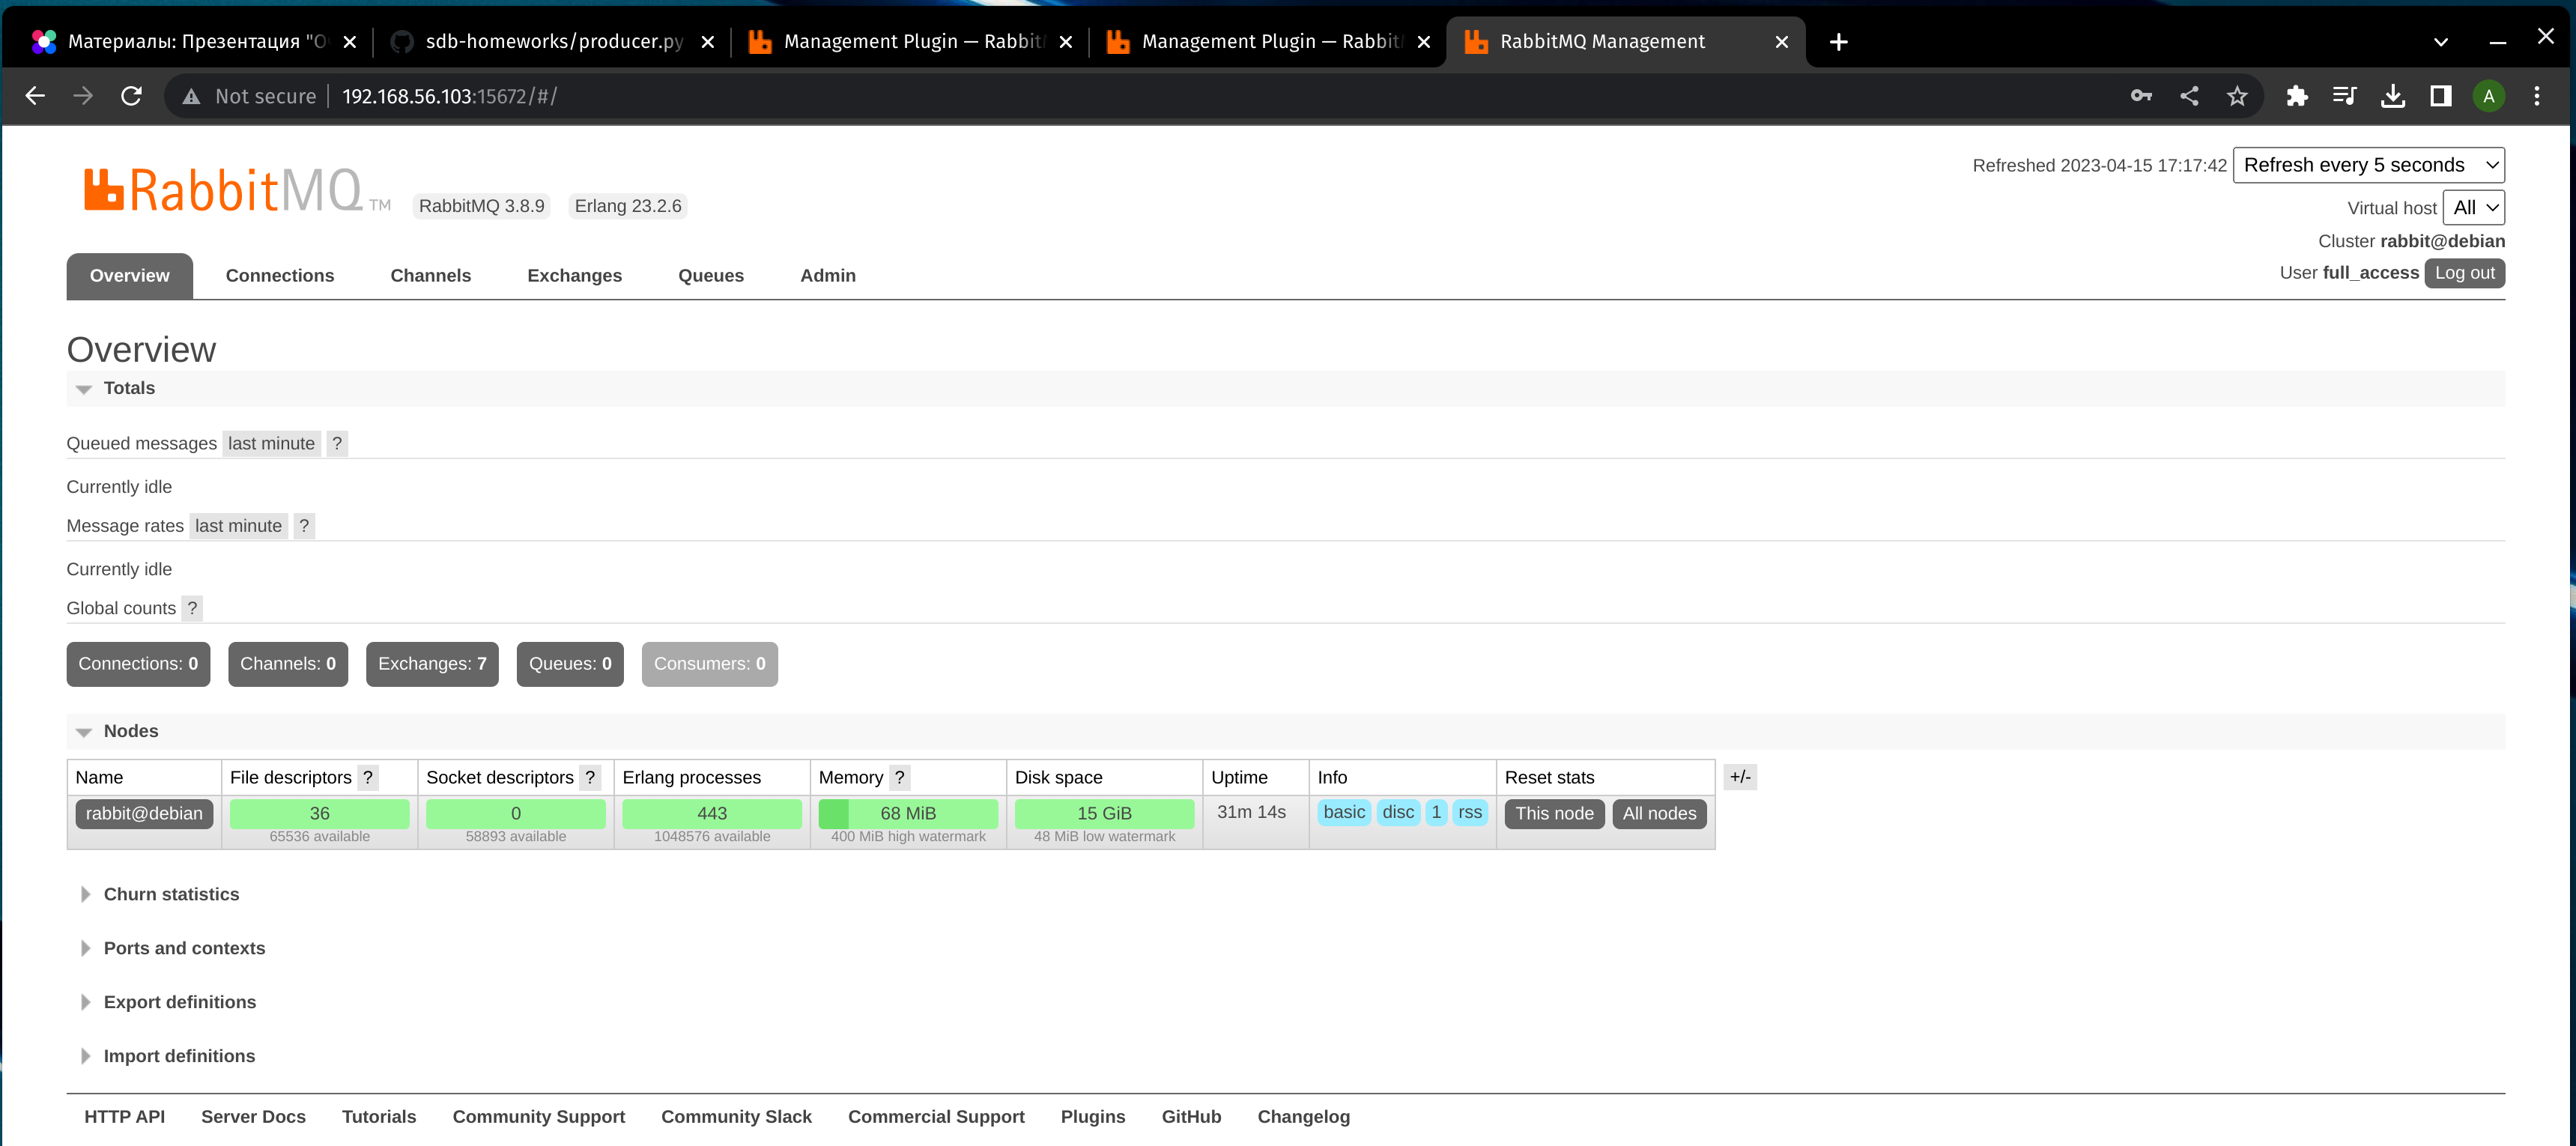 Материалы: Презентация "О
sdb-homeworks/producer.py
Management Plugin — Rabbit
Management Plugin — Rabbit
RabbitMQ Management
Not secure
192.168.56.103:15672/#/
A
RabbitMQ TM
RabbitMQ 3.8.9
Erlang 23.2.6
Refreshed 2023-04-15 17:17:42
Refresh every 5 seconds
Virtual host All
Cluster rabbit@debian
User full_access Log out
Overview
Connections
Channels
Exchanges
Queues
Admin
Overview
Totals
Queued messages last minute ?
Currently idle
Message rates last minute ?
Currently idle
Global counts ?
Connections: 0
Channels: 0
Exchanges: 7
Queues: 0
Consumers: 0
Nodes
Name
File descriptors ?
Socket descriptors ?
Erlang processes
Memory ?
Disk space
Uptime
Info
Reset stats
+/-
rabbit@debian
36
65536 available
0
58893 available
443
1048576 available
68 MiB
400 MiB high watermark
15 GiB
48 MiB low watermark
31m 14s
basic disc 1 rss
This node
All nodes
Churn statistics
Ports and contexts
Export definitions
Import definitions
HTTP API
Server Docs
Tutorials
Community Support
Community Slack
Commercial Support
Plugins
GitHub
Changelog